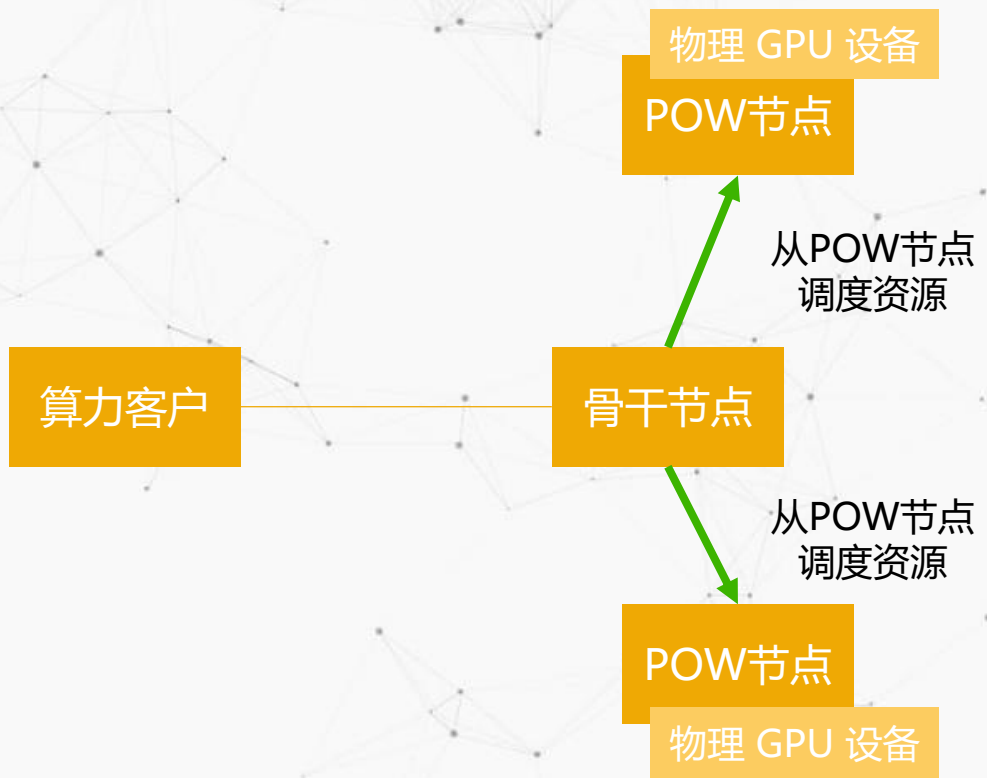 物理 GPU 设备
POW节点
从POW节点
调度资源
算力客户
骨干节点
从POW节点
调度资源
POW节点
物理 GPU 设备